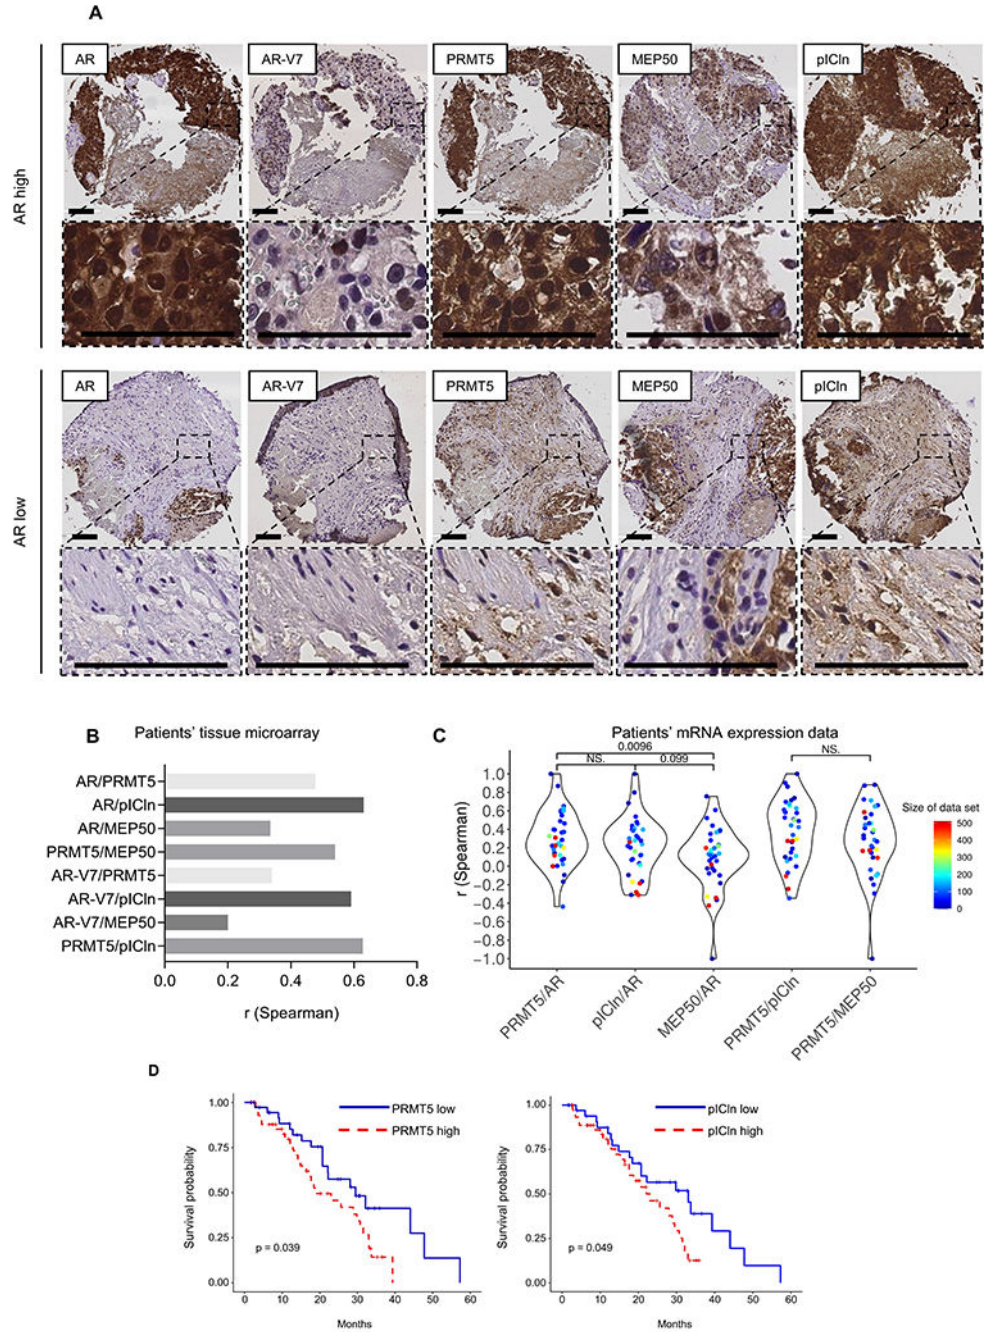 A
AR high
AR
AR-V7
PRMT5
MEP50
pICln
AR low
AR
AR-V7
PRMT5
MEP50
pICln
B
Patients' tissue microarray
AR/PRMT5
AR/pICln
AR/MEP50
PRMT5/MEP50
AR-V7/PRMT5
AR-V7/pICln
AR-V7/MEP50
PRMT5/pICln
0.0 0.2 0.4 0.6 0.8
r (Spearman)
C
Patients' mRNA expression data
0.0096
NS. 0.099
NS.
r (Spearman)
1.0
0.8
0.6
0.4
0.2
0.0
−0.2
−0.4
−0.6
−0.8
−1.0
PRMT5/AR
pICln/AR
MEP50/AR
PRMT5/pICln
PRMT5/MEP50
Size of data set
500
400
300
200
100
0
D
Survival probability
1.00
0.75
0.50
0.25
0.00
PRMT5 low
PRMT5 high
p = 0.039
0 10 20 30 40 50 60
Months
Survival probability
1.00
0.75
0.50
0.25
0.00
pICln low
pICln high
p = 0.049
0 10 20 30 40 50 60
Months